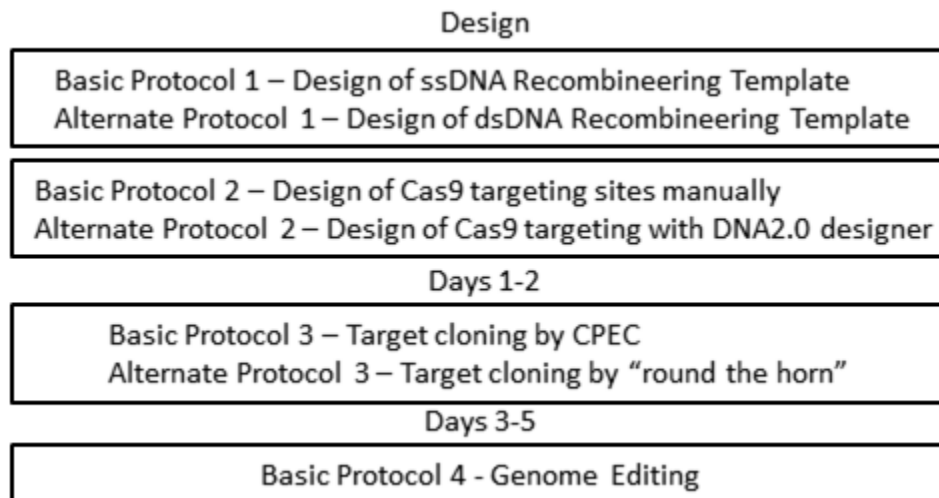 Design
Basic Protocol 1 – Design of ssDNA Recombineering Template
Alternate Protocol 1 – Design of dsDNA Recombineering Template
Basic Protocol 2 – Design of Cas9 targeting sites manually
Alternate Protocol 2 – Design of Cas9 targeting with DNA2.0 designer
Days 1-2
Basic Protocol 3 – Target cloning by CPEC
Alternate Protocol 3 – Target cloning by “round the horn”
Days 3-5
Basic Protocol 4 - Genome Editing